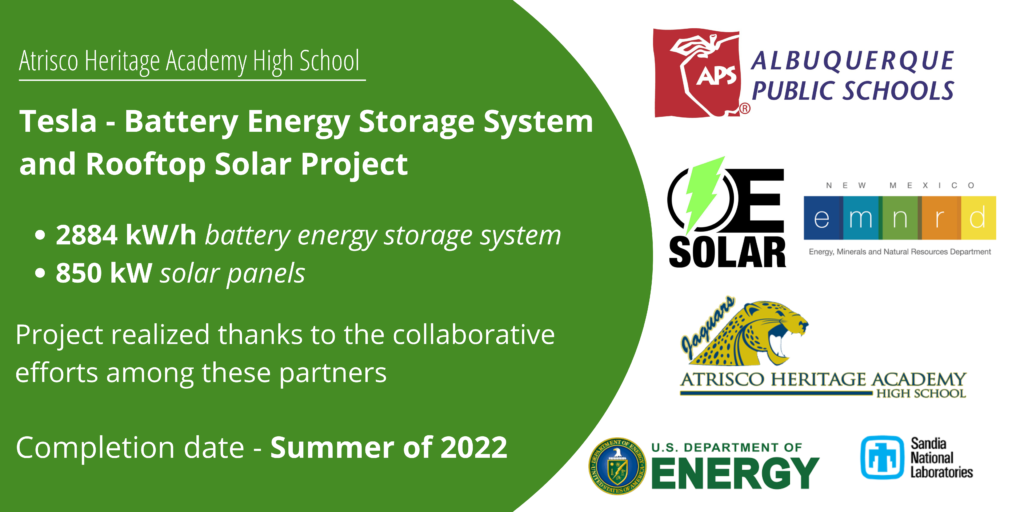 Atrisco Heritage Academy High School
Tesla - Battery Energy Storage System
and Rooftop Solar Project
• 2884 kW/h battery energy storage system
• 850 kW solar panels
Project realized thanks to the collaborative
efforts among these partners
Completion date - Summer of 2022
APS
®
ALBUQUERQUE
PUBLIC SCHOOLS
OE
SOLAR
NEW MEXICO
emnrd
Energy, Minerals and Natural Resources Department
Jaguars
ATRISCO HERITAGE ACADEMY
HIGH SCHOOL
U.S. DEPARTMENT OF
ENERGY
Sandia
National
Laboratories